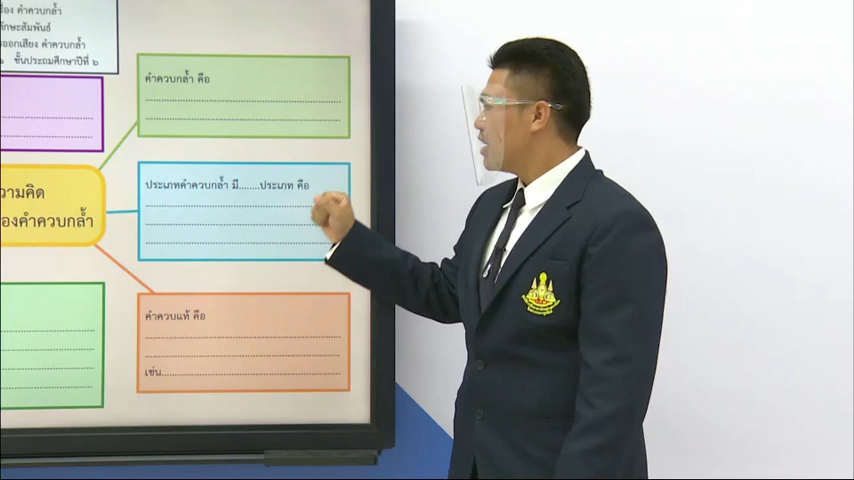 คำควบกล้ำ
ลักษะสัมพันธ์
ออกเสียง คำควบกล้ำ
ชั้นประถมศึกษาปีที่ ๖
คำควบกล้ำ คือ
ประเภทคำควบกล้ำ มี........ประเภท คือ
วามคิด
องคำควบกล้ำ
คำควบแท้ คือ
เช่น